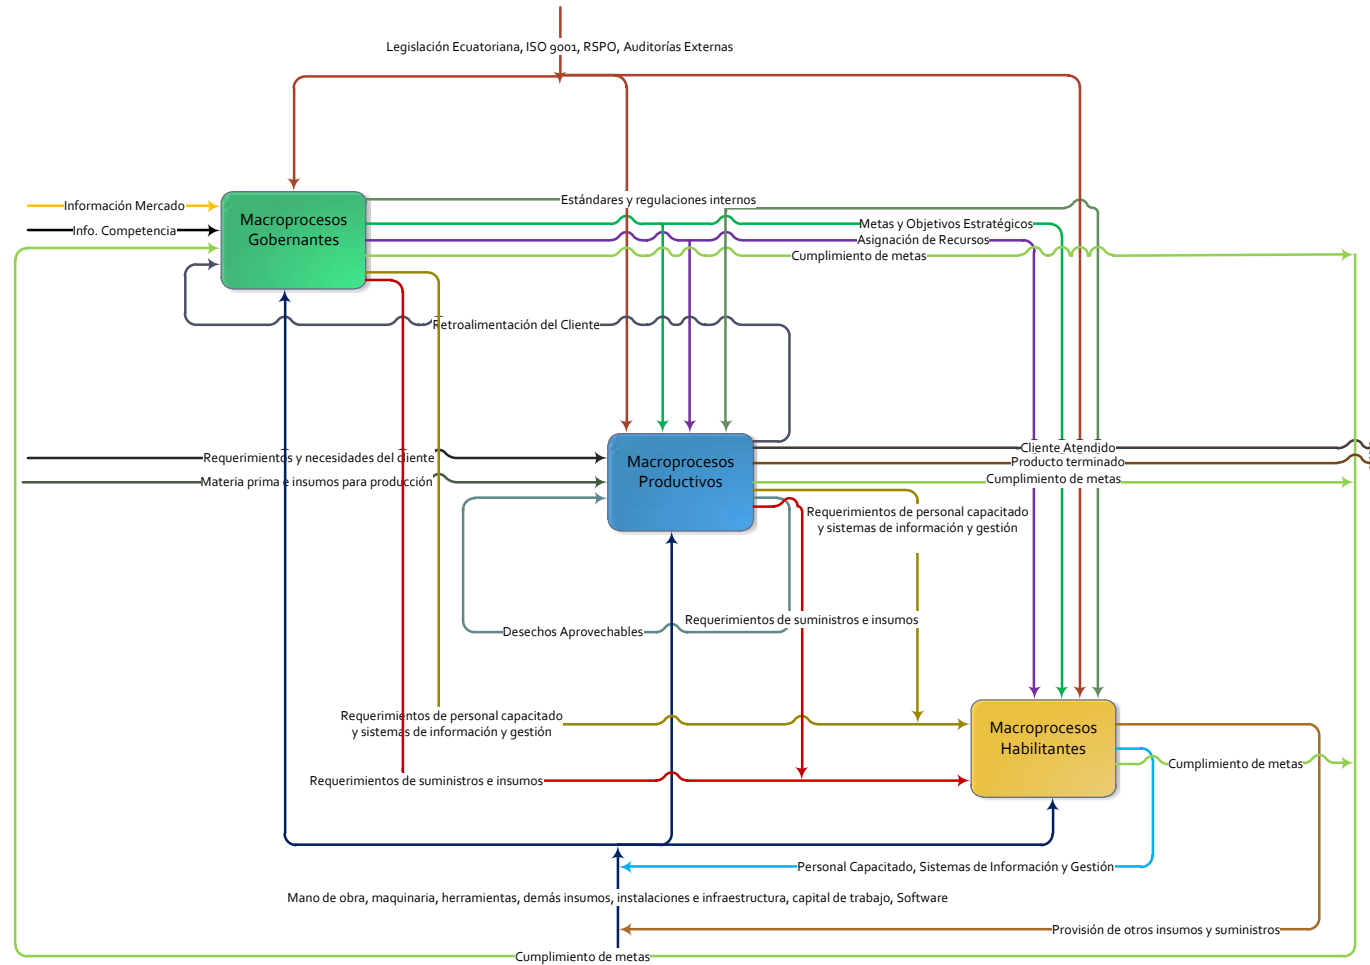 Legislación Ecuatoriana, ISO 9001, RSPO, Auditorías Externas
Información Mercado
Info. Competencia
Macroprocesos
Gobernantes
Estándares y regulaciones internos
Metas y Objetivos Estratégicos
Asignación de Recursos
Cumplimiento de metas
Retroalimentación del Cliente
Requerimientos y necesidades del cliente
Materia prima e insumos para producción
Macroprocesos
Productivos
Cliente Atendido
Producto terminado
Cumplimiento de metas
Requerimientos de personal capacitado
y sistemas de información y gestión
Requerimientos de suministros e insumos
Desechos Aprovechables
Requerimientos de personal capacitado
y sistemas de información y gestión
Requerimientos de suministros e insumos
Macroprocesos
Habilitantes
Cumplimiento de metas
Personal Capacitado, Sistemas de Información y Gestión
Mano de obra, maquinaria, herramientas, demás insumos, instalaciones e infraestructura, capital de trabajo, Software
Provisión de otros insumos y suministros
Cumplimiento de metas